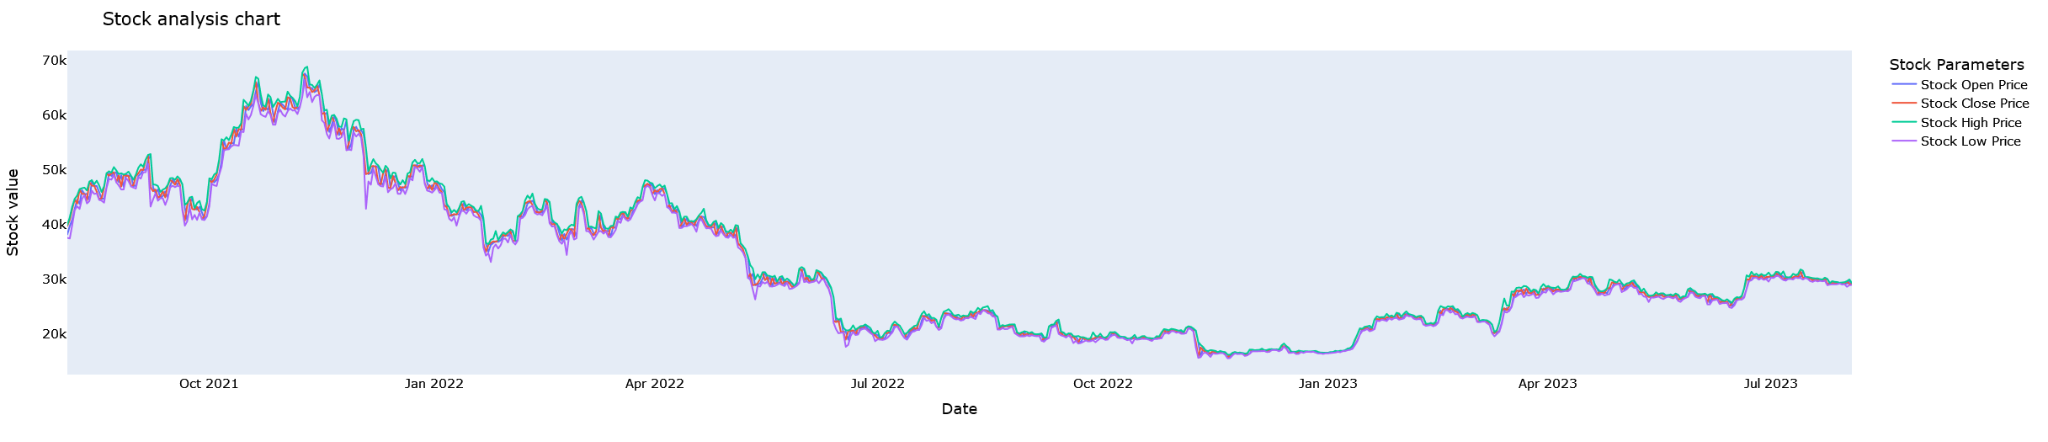 Stock analysis chart
70k
60k
50k
40k
30k
20k
Stock value
Oct 2021
Jan 2022
Apr 2022
Jul 2022
Oct 2022
Jan 2023
Apr 2023
Jul 2023
Date
Stock Parameters
Stock Open Price
Stock Close Price
Stock High Price
Stock Low Price